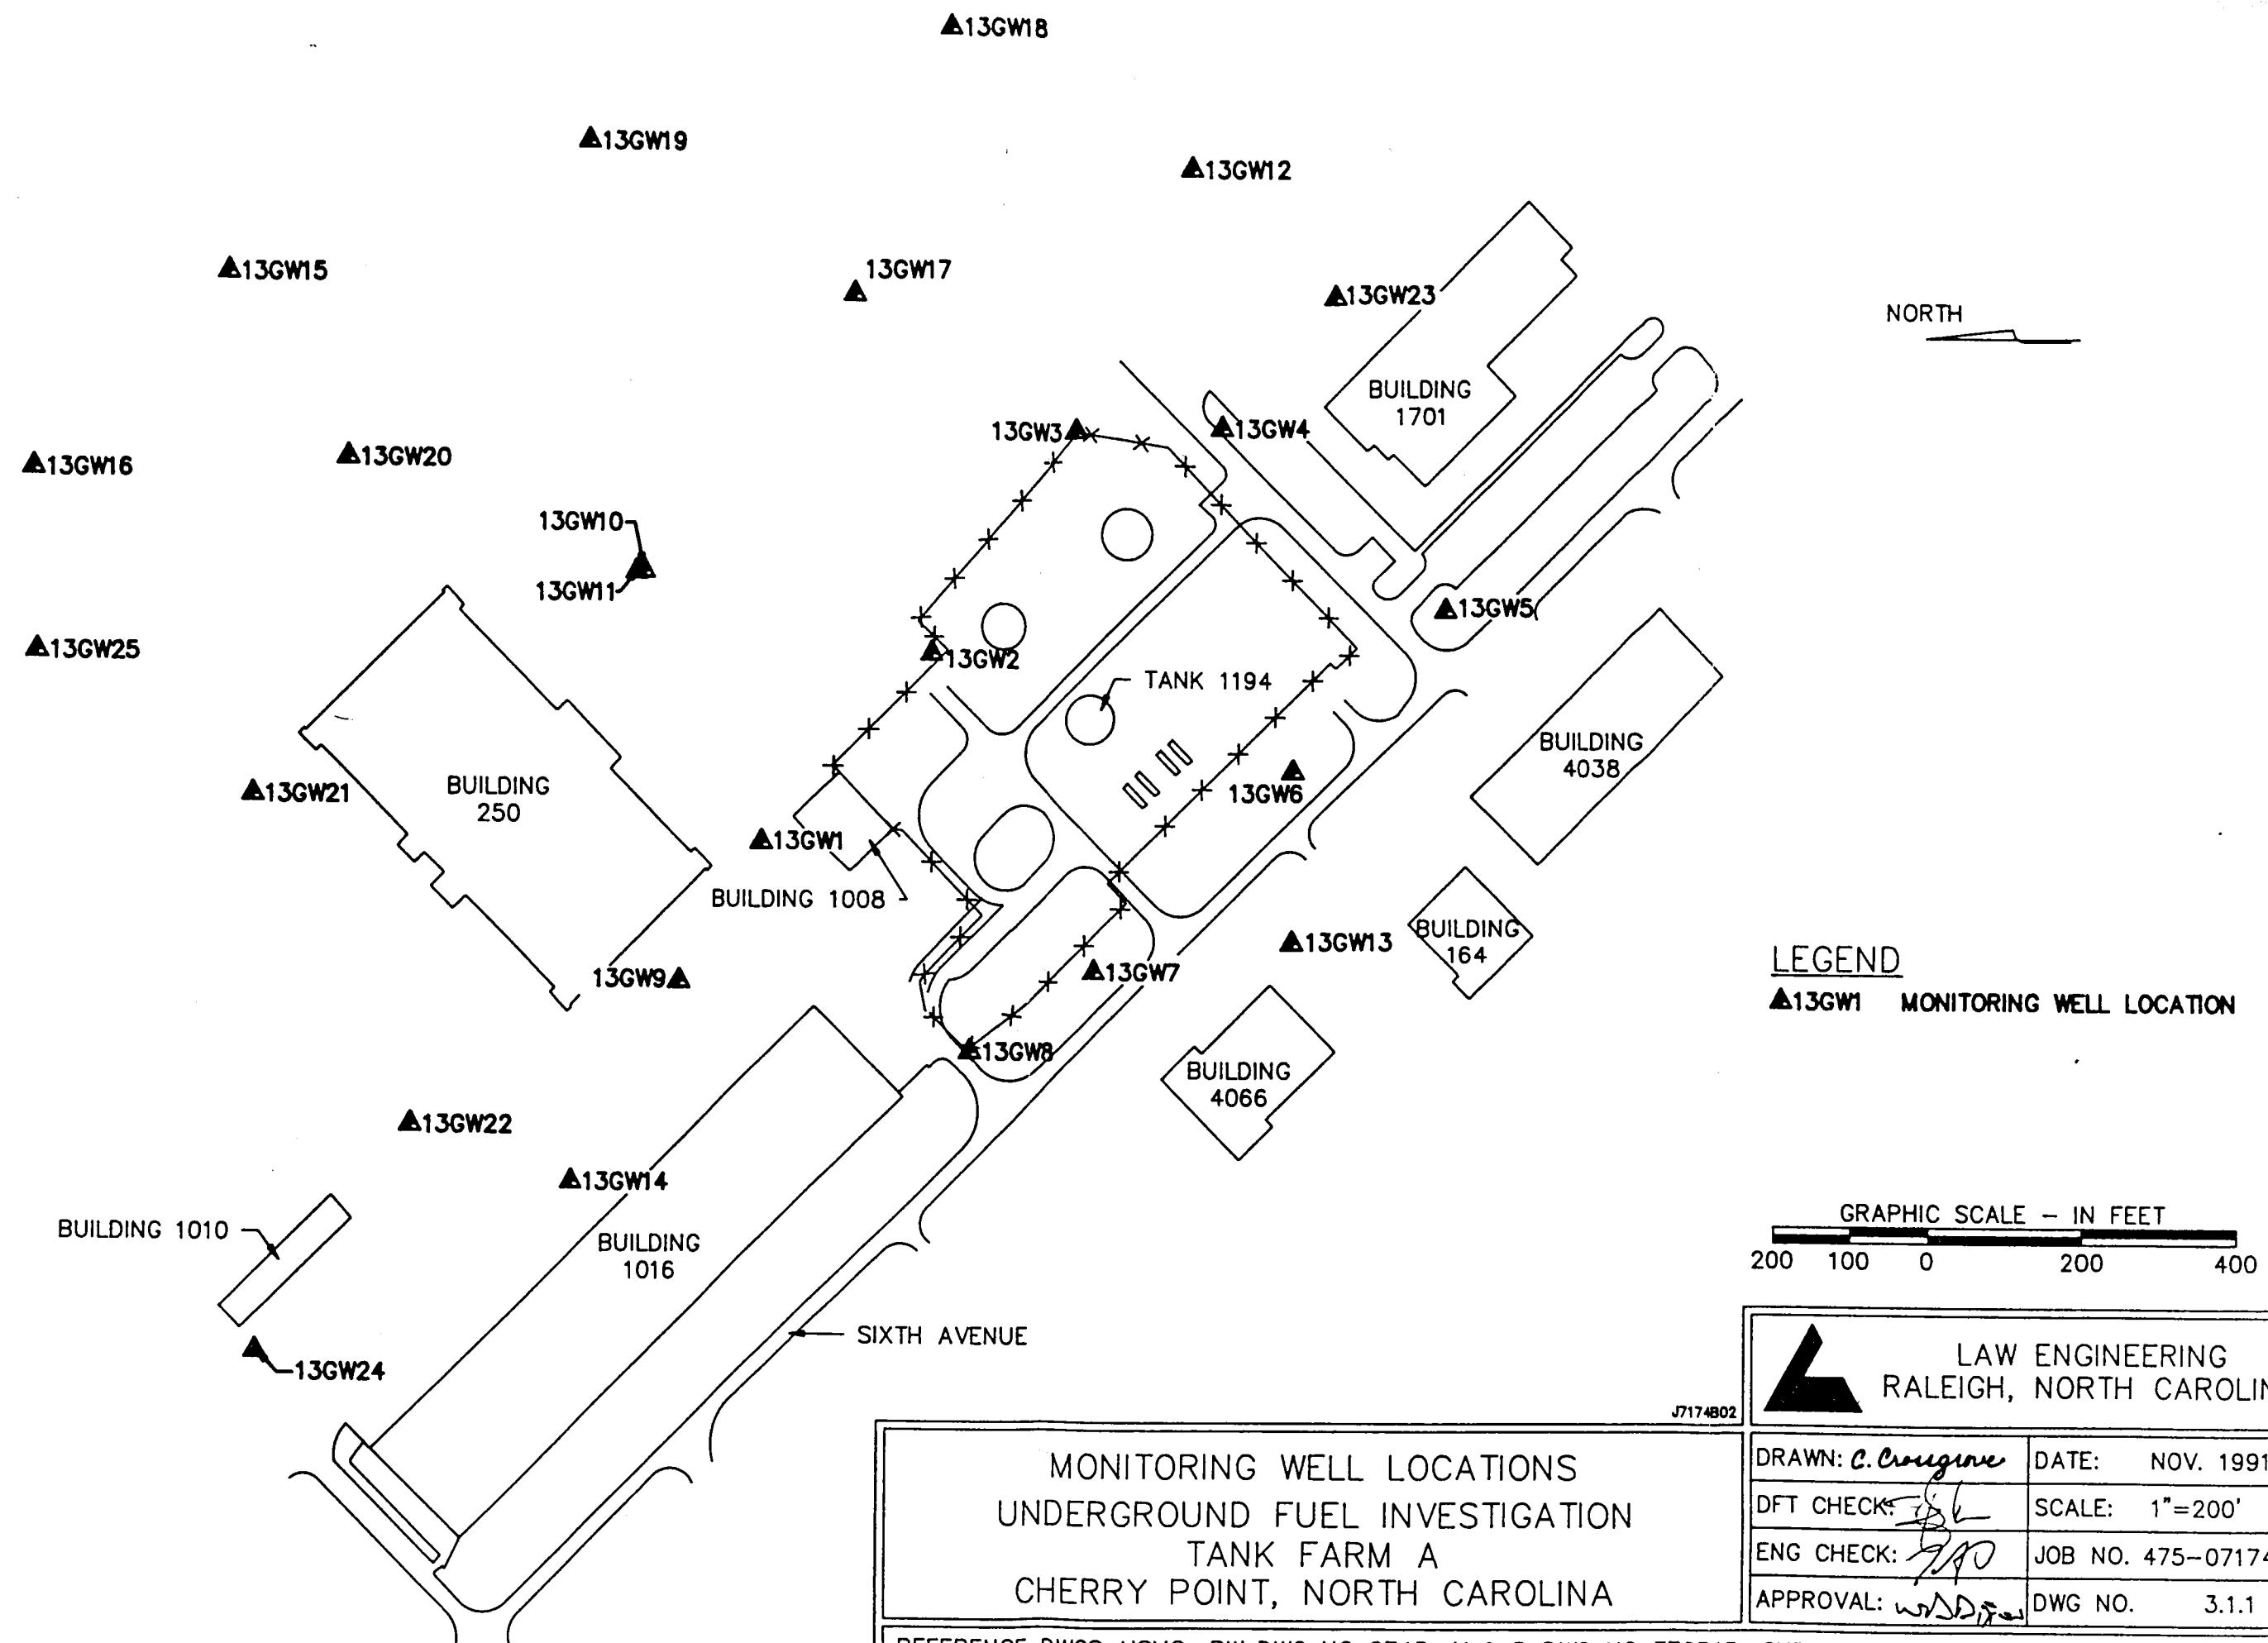 13GW18
13GW19
13GW12
13GW15
13GW17
13GW23
NORTH
BUILDING
1701
13GW3
13GW4
13GW16
13GW20
13GW10
13GW11
13GW5
13GW25
13GW2
TANK 1194
BUILDING
4038
13GW21
BUILDING
250
13GW6
13GW1
BUILDING 1008
BUILDING
164
13GW13
13GW9
13GW7
LEGEND
13GW1 MONITORING WELL LOCATION
13GW8
BUILDING
4066
13GW22
13GW14
BUILDING 1010
BUILDING
1016
GRAPHIC SCALE – IN FEET
200 100 0 200 400
SIXTH AVENUE
13GW24
LAW ENGINEERING
RALEIGH, NORTH CAROLIN
J7174B02
MONITORING WELL LOCATIONS
UNDERGROUND FUEL INVESTIGATION
TANK FARM A
CHERRY POINT, NORTH CAROLINA
DRAWN:
DATE: NOV. 1991
DFT CHECK:
SCALE: 1"=200'
ENG CHECK:
JOB NO. 475-07174
APPROVAL:
DWG NO. 3.1.1